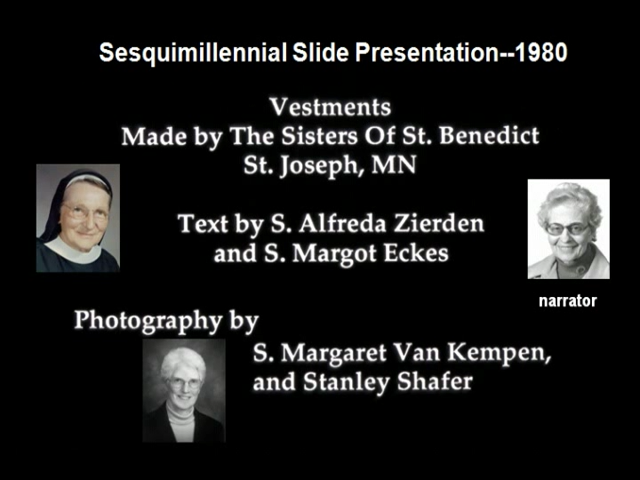 Sesquimillennial Slide Presentation--1980
Vestments
Made by The Sisters Of St. Benedict
St. Joseph, MN
Text by S. Alfreda Zierden
and S. Margot Eckes
narrator
Photography by
S. Margaret Van Kempen,
and Stanley Shafer